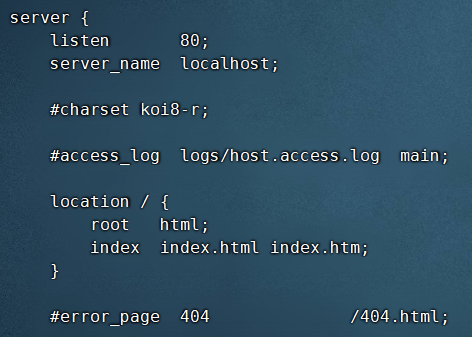 server {
    listen       80;
    server_name  localhost;

    #charset koi8-r;

    #access_log  logs/host.access.log  main;

    location / {
        root   html;
        index  index.html index.htm;
    }

    #error_page  404              /404.html;